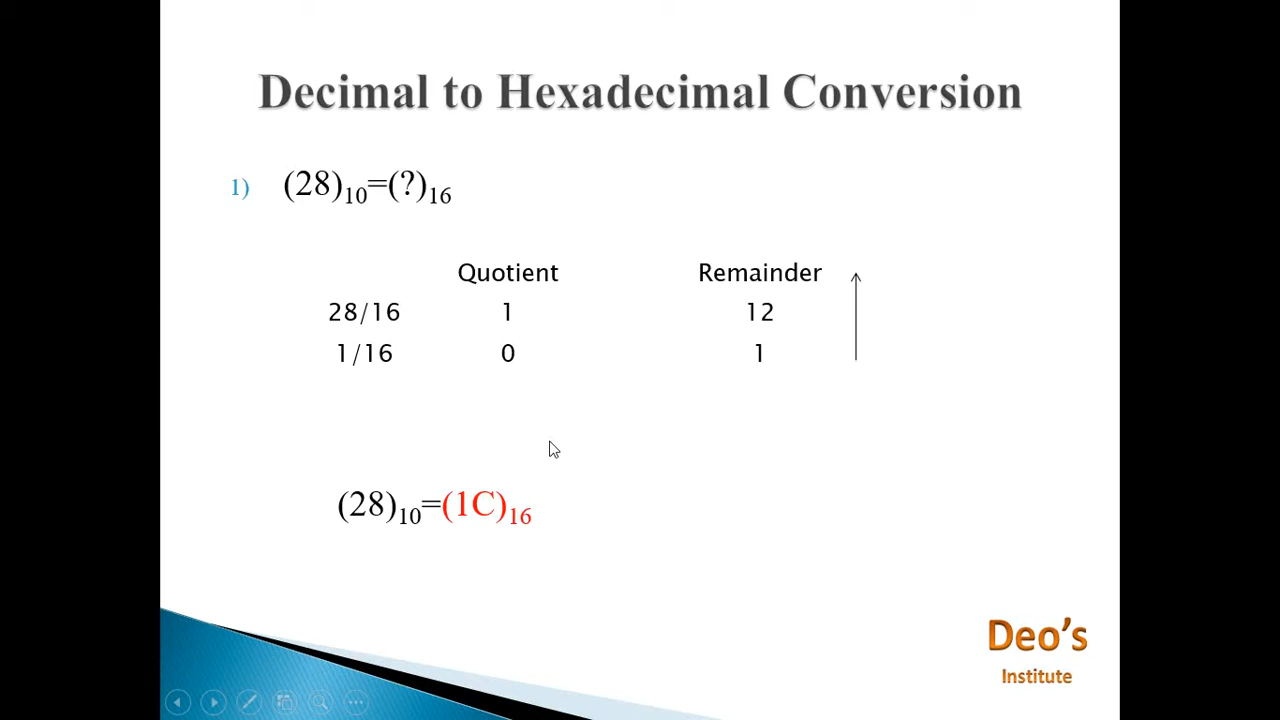 Decimal to Hexadecimal Conversion
1) (28)₁₀=(?)₁₆
Quotient Remainder
28/16 1 12
1/16 0 1
(28)₁₀=(1C)₁₆
Deo's
Institute